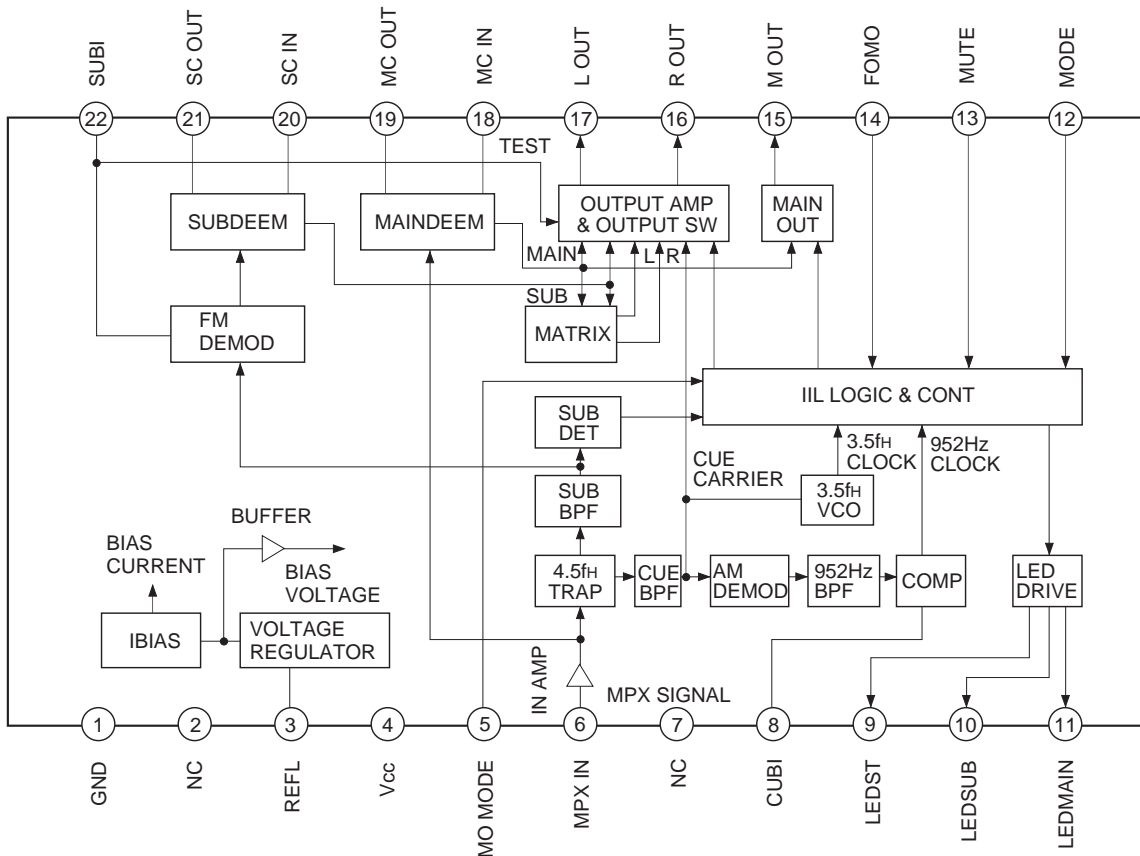 SUBI
SC OUT
SC IN
MC OUT
MC IN
L OUT
R OUT
M OUT
FOMO
MUTE
MODE
22
21
20
19
18
17
16
15
14
13
12
TEST
SUBDEEM
MAINDEEM
OUTPUT AMP
& OUTPUT SW
MAIN
OUT
MAIN
L R
SUB
FM
DEMOD
MATRIX
IIL LOGIC & CONT
SUB
DET
CUE
CARRIER
3.5fH
CLOCK
952Hz
CLOCK
SUB
BPF
3.5fH
VCO
BUFFER
BIAS
CURRENT
BIAS
VOLTAGE
4.5fH
TRAP
CUE
BPF
AM
DEMOD
952Hz
BPF
COMP
LED
DRIVE
IBIAS
VOLTAGE
REGULATOR
IN AMP
MPX SIGNAL
1
2
3
4
5
6
7
8
9
10
11
GND
NC
REFL
Vcc
MO MODE
MPX IN
NC
CUBI
LEDST
LEDSUB
LEDMAIN